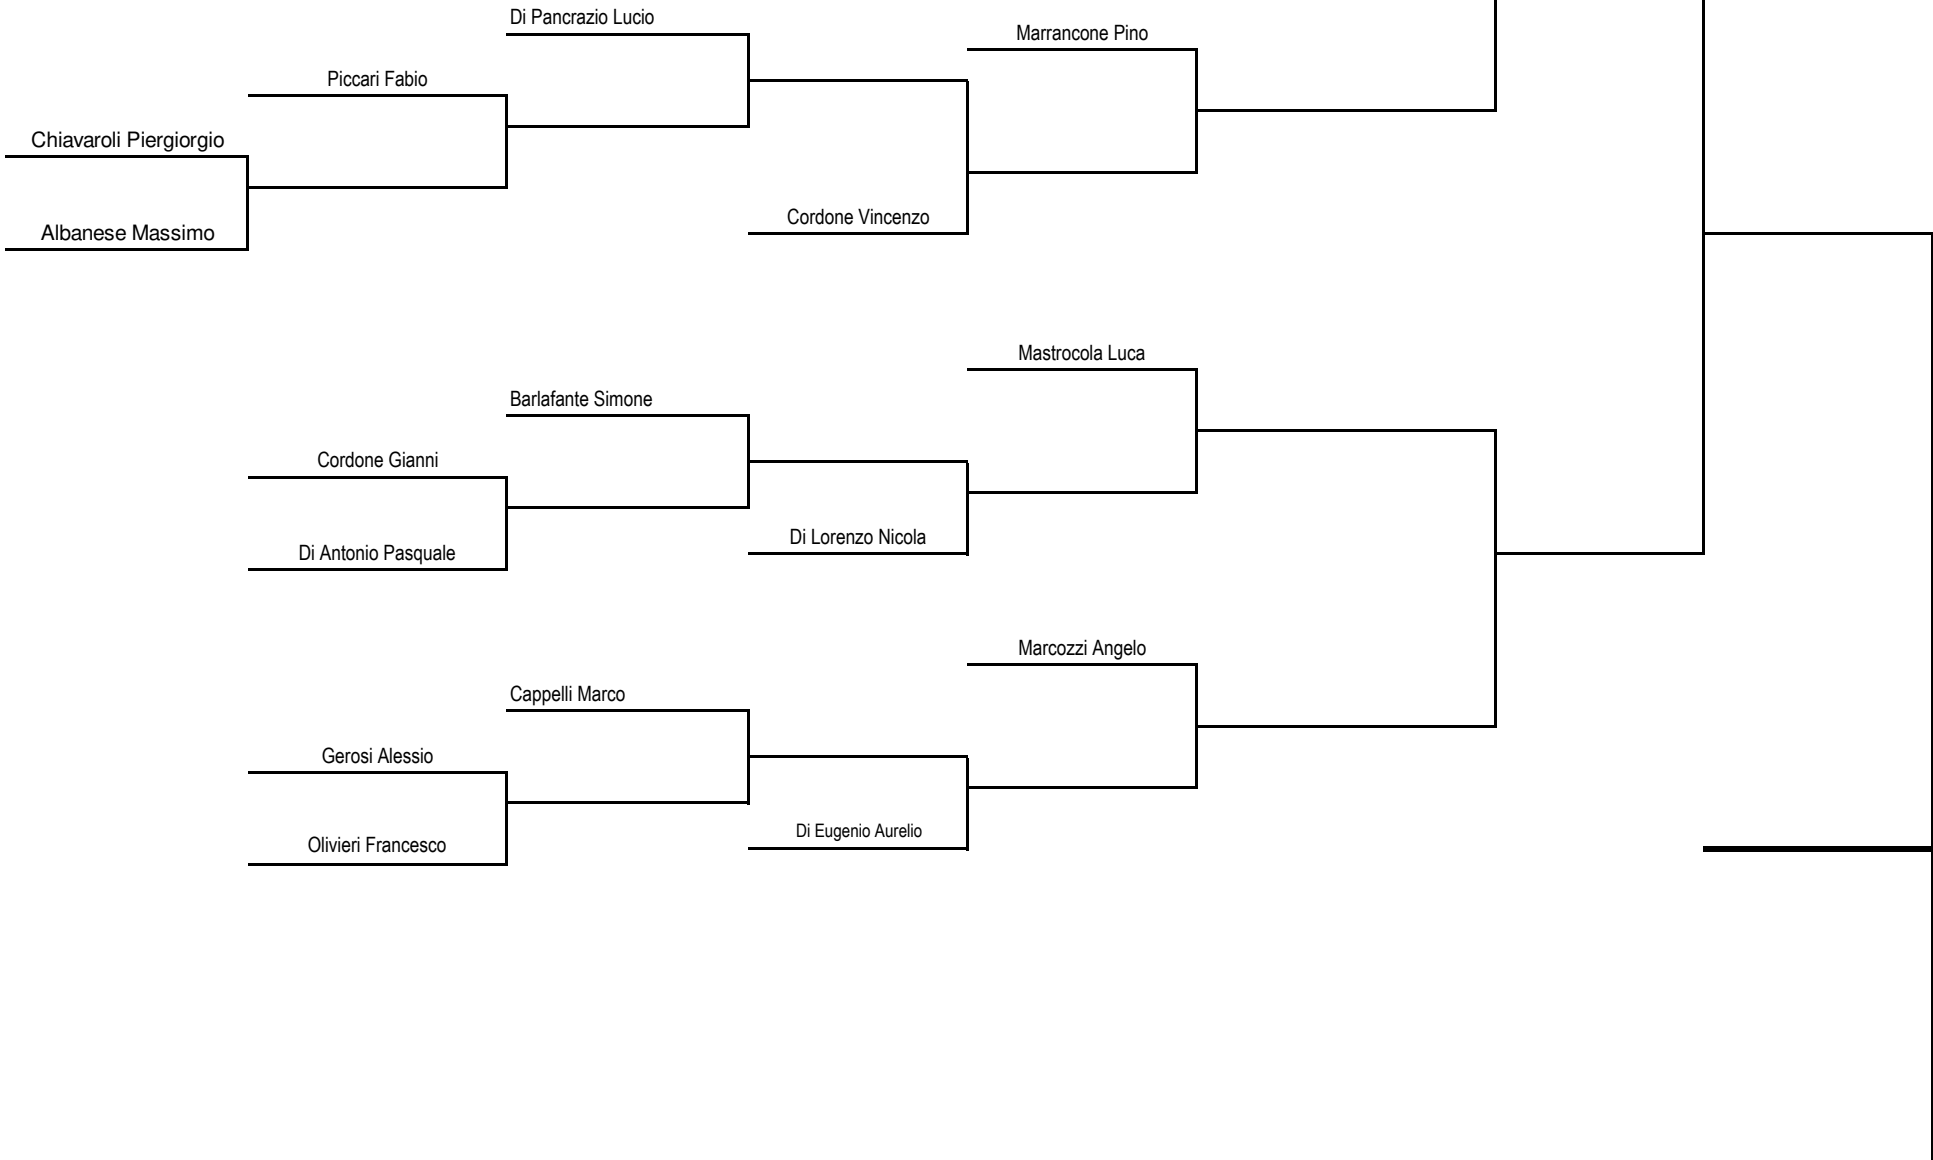 Di Pancrazio Lucio
Marrancone Pino
Piccari Fabio
Chiavaroli Piergiorgio
Cordone Vincenzo
Albanese Massimo
Mastrocola Luca
Barlafante Simone
Cordone Gianni
Di Lorenzo Nicola
Di Antonio Pasquale
Marcozzi Angelo
Cappelli Marco
Gerosi Alessio
Di Eugenio Aurelio
Olivieri Francesco